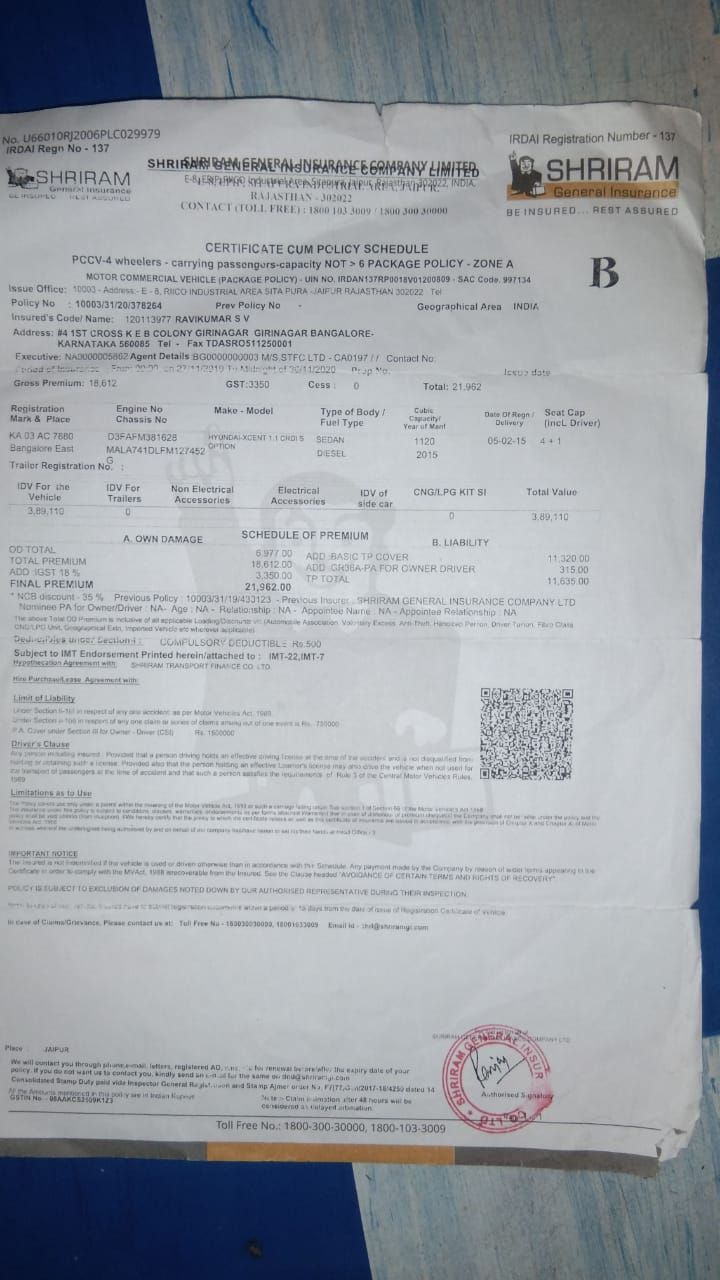 No. U66010RJ2006PLC029979
IRDAI Regn No - 137
IRDAI Registration Number - 137
SHRIRAM
General Insurance
BE INSURED REST ASSURED
SHRIRAM GENERAL INSURANCE COMPANY LIMITED
RAJASTHAN - 302022
CONTACT (TOLL FREE) : 1800 103 3009 / 1800 300 30000
SHRIRAM
General Insurance
BE INSURED... REST ASSURED
CERTIFICATE CUM POLICY SCHEDULE
PCCV-4 wheelers - carrying passengers-capacity NOT > 6 PACKAGE POLICY - ZONE A
B
MOTOR COMMERCIAL VEHICLE (PACKAGE POLICY) - UIN NO. IRDAN137RP0018V01200809 - SAC Code. 997134
Issue Office: 10003 - Address:- E - 8, RIICO INDUSTRIAL AREA SITA PURA -JAIPUR RAJASTHAN 302022 Tel
Policy No : 10003/31/20/378264 Prev Policy No - Geographical Area INDIA
Insured's Code/ Name: 120113977 RAVIKUMAR S V
Address: #4 1ST CROSS K E B COLONY GIRINAGAR GIRINAGAR BANGALORE-
KARNATAKA 560085 Tel - Fax TDASRO511250001
Executive: NA0000005862 Agent Details :BG0000000003 M/S.STFC LTD - CA0197 / / Contact No:
Period of Insurance : From 00:00 on 27/11/2019 To Midnight of 30/11/2020 Prop No. Issue date
Gross Premium: 18,612 GST:3350 Cess : 0 Total: 21,962
Registration Mark & Place Engine No Chassis No Make - Model Type of Body / Fuel Type Cubic Capacity/ Year of Manf Date Of Regn / Delivery Seat Cap (incl. Driver)
KA 03 AC 7880 D3FAFM381628 HYUNDAI-XCENT 1.1 CRDI S SEDAN 1120 05-02-15 4 + 1
Bangalore East MALA741DLFM127452 OPTION DIESEL 2015
G
Trailer Registration No. :
IDV For the Vehicle IDV For Trailers Non Electrical Accessories Electrical Accessories IDV of side car CNG/LPG KIT SI Total Value
3,89,110 0 0 3,89,110
SCHEDULE OF PREMIUM
A. OWN DAMAGE B. LIABILITY
OD TOTAL 6,977.00 ADD :BASIC TP COVER 11,320.00
TOTAL PREMIUM 18,612.00 ADD :GR36A-PA FOR OWNER DRIVER 315.00
ADD :IGST 18 % 3,350.00 TP TOTAL 11,635.00
FINAL PREMIUM 21,962.00
* NCB discount - 35 % Previous Policy : 10003/31/19/433123 - Previous Insurer : SHRIRAM GENERAL INSURANCE COMPANY LTD
Nominee PA for Owner/Driver : NA- Age : NA - Relationship : NA - Appointee Name : NA - Appointee Relationship : NA
The above Total OD Premium is inclusive of all applicable Loading/Discounts viz (Automobile Association, Voluntary Excess, Anti-Theft, Handicap Person, Driver Tuition, Fibre Glass
CNG/LPG Unit, Geographical Extn, Imported Vehicle etc wherever applicable)
Deductibles under Section-I : COMPULSORY DEDUCTIBLE Rs.500
Subject to IMT Endorsement Printed herein/attached to : IMT-22,IMT-7
Hypothecation Agreement with: SHRIRAM TRANSPORT FINANCE CO. LTD.
Hire Purchase/Lease Agreement with:
Limit of Liability
Under Section II-1(i) in respect of any one accident: as per Motor Vehicles Act, 1988.
Under Section II-1(ii) in respect of any one claim or series of claims arising out of one event is Rs. 750000
P.A. Cover under Section III for Owner - Driver (CSI) Rs. 1500000
Driver's Clause
Any person including insured : Provided that a person driving holds an effective driving license at the time of the accident and is not disqualified from
holding or obtaining such a license. Provided also that the person holding an effective Learner's license may also drive the vehicle when not used for
the transport of passengers at the time of accident and that such a person satisfies the requirements of Rule 3 of the Central Motor Vehicles Rules,
1989
Limitations as to Use
IMPORTANT NOTICE
The Insured is not indemnified if the vehicle is used or driven otherwise than in accordance with this Schedule. Any payment made by the Company by reason of wider terms appearing in the
Certificate in order to comply with the MVAct, 1988 is recoverable from the Insured. See the Clause headed "AVOIDANCE OF CERTAIN TERMS AND RIGHTS OF RECOVERY".
POLICY IS SUBJECT TO EXCLUSION OF DAMAGES NOTED DOWN BY OUR AUTHORISED REPRESENTATIVE DURING THEIR INSPECTION.
within a period of 15 days from the date of issue of Registration Certificate of vehicle
In case of Claims/Grievance, Please contact us at: Toll Free No - 180030030000, 18001033009 Email Id - chd@shriramgi.com
Place : JAIPUR
We will contact you through phone,e-mail, letters, registered AD, for renewal before/after the expiry date of your
policy. If you do not want us to contact you, kindly send an e-mail for the same on dnd@shriramgi.com
Consolidated Stamp Duty paid vide Inspector General Registration and Stamp Ajmer order No. dated 14
All the Amounts mentioned in this policy are in Indian Rupees
GSTIN No. - 08AAKCS2509K1Z3
Note :- Claim intimation after 48 hours will be
considered as delayed intimation.
SHRIRAM GENERAL INSUR
CO. LTD
Authorised Signatory
Toll Free No.: 1800-300-30000, 1800-103-3009